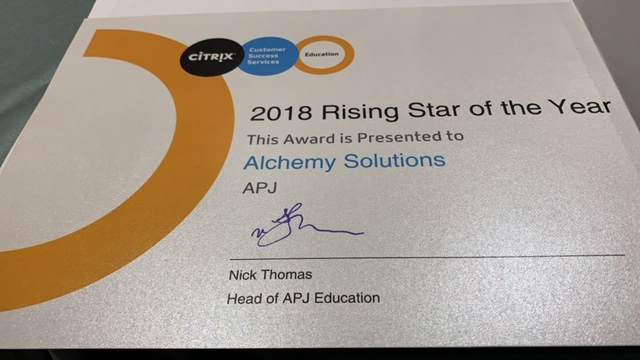 CITRIX
Customer
Success
Services
Education
2018 Rising Star of the Year
This Award is Presented to
Alchemy Solutions
APJ
Nick Thomas
Head of APJ Education